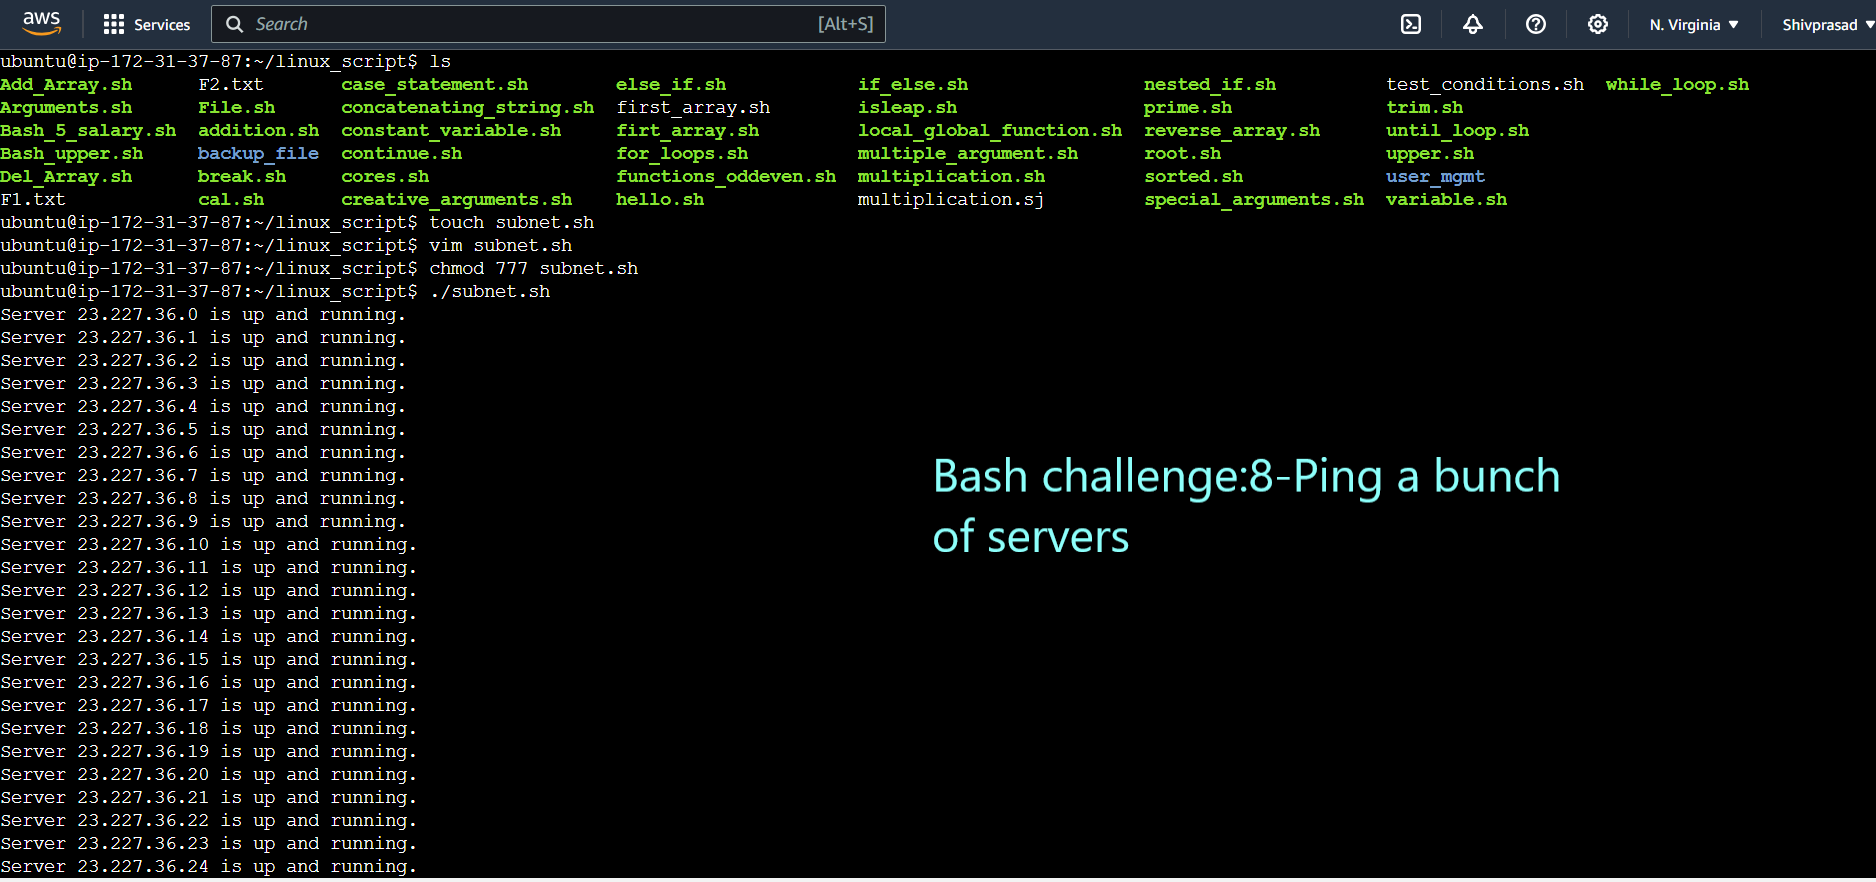 aws Services Search [Alt+S] N. Virginia Shivprasad
ubuntu@ip-172-31-37-87:~/linux_script$ ls
Add_Array.sh F2.txt case_statement.sh else_if.sh if_else.sh nested_if.sh test_conditions.sh while_loop.sh
Arguments.sh File.sh concatenating_string.sh first_array.sh isleap.sh prime.sh trim.sh
Bash_5_salary.sh addition.sh constant_variable.sh firt_array.sh local_global_function.sh reverse_array.sh until_loop.sh
Bash_upper.sh backup_file continue.sh for_loops.sh multiple_argument.sh root.sh upper.sh
Del_Array.sh break.sh cores.sh functions_oddeven.sh multiplication.sh sorted.sh user_mgmt
F1.txt cal.sh creative_arguments.sh hello.sh multiplication.sj special_arguments.sh variable.sh
ubuntu@ip-172-31-37-87:~/linux_script$ touch subnet.sh
ubuntu@ip-172-31-37-87:~/linux_script$ vim subnet.sh
ubuntu@ip-172-31-37-87:~/linux_script$ chmod 777 subnet.sh
ubuntu@ip-172-31-37-87:~/linux_script$ ./subnet.sh
Server 23.227.36.0 is up and running.
Server 23.227.36.1 is up and running.
Server 23.227.36.2 is up and running.
Server 23.227.36.3 is up and running.
Server 23.227.36.4 is up and running.
Server 23.227.36.5 is up and running.
Server 23.227.36.6 is up and running.
Server 23.227.36.7 is up and running.
Server 23.227.36.8 is up and running.
Server 23.227.36.9 is up and running.
Server 23.227.36.10 is up and running.
Server 23.227.36.11 is up and running.
Server 23.227.36.12 is up and running.
Server 23.227.36.13 is up and running.
Server 23.227.36.14 is up and running.
Server 23.227.36.15 is up and running.
Server 23.227.36.16 is up and running.
Server 23.227.36.17 is up and running.
Server 23.227.36.18 is up and running.
Server 23.227.36.19 is up and running.
Server 23.227.36.20 is up and running.
Server 23.227.36.21 is up and running.
Server 23.227.36.22 is up and running.
Server 23.227.36.23 is up and running.
Server 23.227.36.24 is up and running.
Bash challenge:8-Ping a bunch
of servers